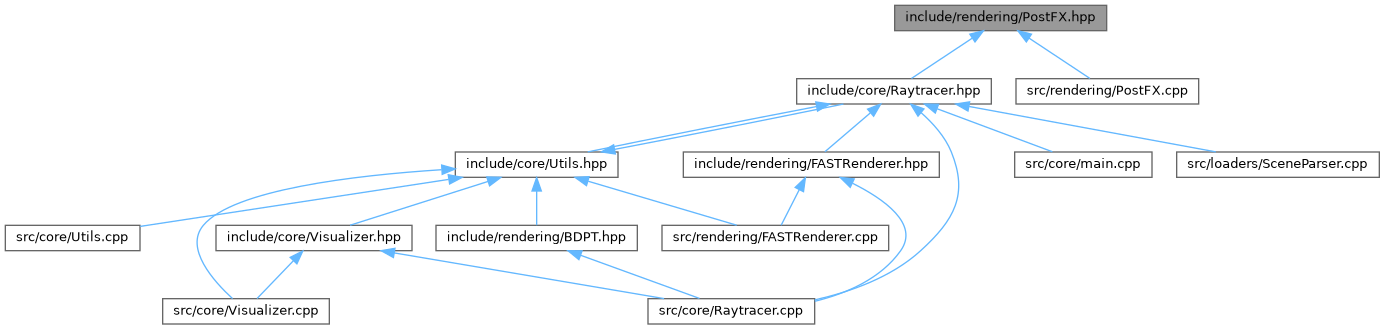 include/rendering/PostFX.hpp
include/core/Raytracer.hpp
src/rendering/PostFX.cpp
include/core/Utils.hpp
include/rendering/FASTRenderer.hpp
src/core/main.cpp
src/loaders/SceneParser.cpp
src/core/Utils.cpp
include/core/Visualizer.hpp
include/rendering/BDPT.hpp
src/rendering/FASTRenderer.cpp
src/core/Visualizer.cpp
src/core/Raytracer.cpp